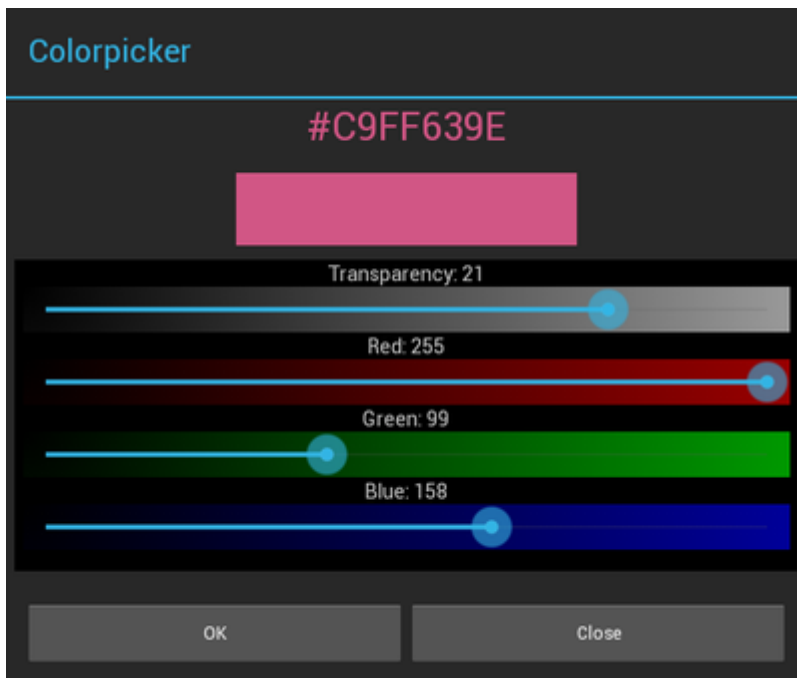 Colorpicker
#C9FF639E
Transparency: 21
Red: 255
Green: 99
Blue: 158
OK
Close